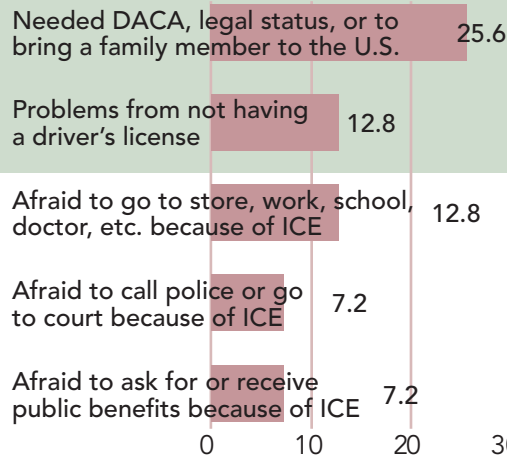 Needed DACA, legal status, or to
bring a family member to the U.S.
25.6
Problems from not having
a driver’s license
12.8
Afraid to go to store, work, school,
doctor, etc. because of ICE
12.8
Afraid to call police or go
to court because of ICE
7.2
Afraid to ask for or receive
public benefits because of ICE
7.2
0 10 20 30